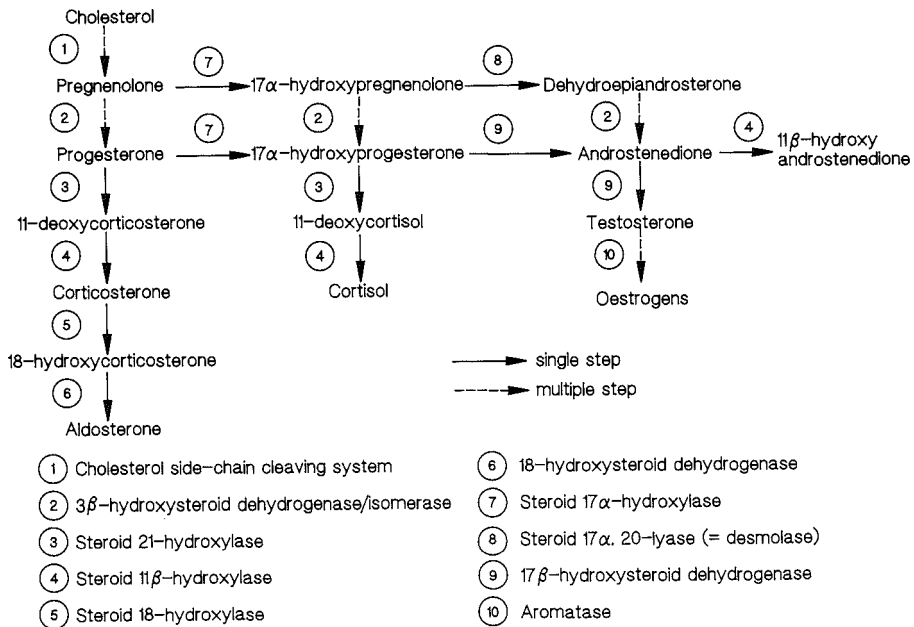 Cholesterol
1
7
8
Pregnenolone
17α-hydroxypregnenolone
Dehydroepiandrosterone
2
2
2
4
7
9
Progesterone
17α-hydroxyprogesterone
Androstenedione
11β-hydroxy
androstenedione
3
3
9
11-deoxycorticosterone
11-deoxycortisol
Testosterone
4
4
10
Corticosterone
Cortisol
Oestrogens
5
18-hydroxycorticosterone
single step
6
multiple step
Aldosterone
1 Cholesterol side-chain cleaving system
2 3β-hydroxysteroid dehydrogenase/isomerase
3 Steroid 21-hydroxylase
4 Steroid 11β-hydroxylase
5 Steroid 18-hydroxylase
6 18-hydroxysteroid dehydrogenase
7 Steroid 17α-hydroxylase
8 Steroid 17α. 20-lyase (= desmolase)
9 17β-hydroxysteroid dehydrogenase
10 Aromatase